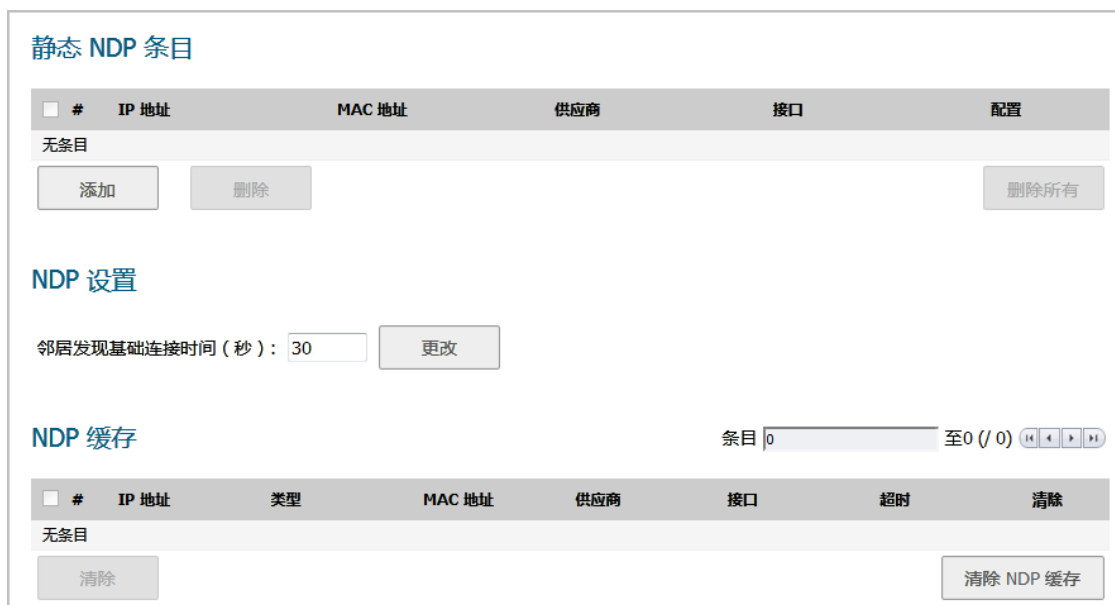 静态 NDP 条目
# IP 地址 MAC 地址 供应商 接口 配置
无条目
添加 删除 删除所有
NDP 设置
邻居发现基础连接时间（秒）: 30 更改
NDP 缓存 条目 0 至0 (/ 0)
# IP 地址 类型 MAC 地址 供应商 接口 超时 清除
无条目
清除 清除 NDP 缓存